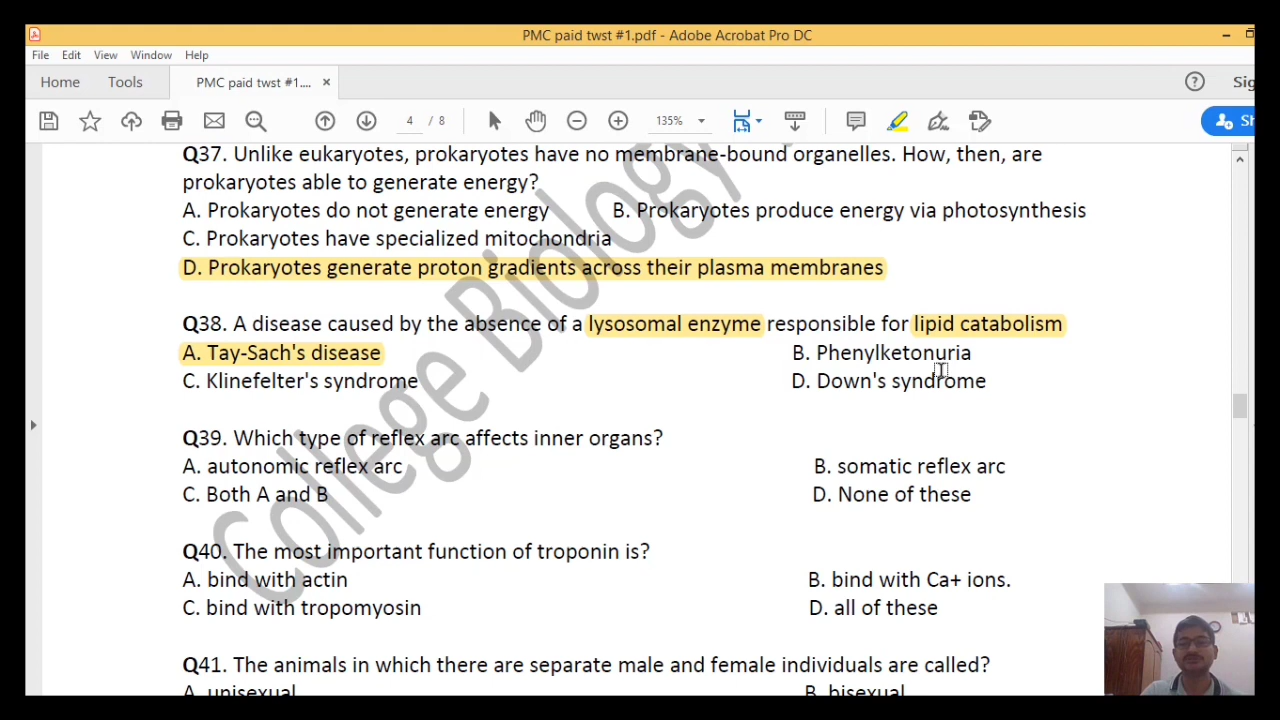 PMC paid twst #1.pdf - Adobe Acrobat Pro DC
File Edit View Window Help
Home Tools PMC paid twst #1.... ×
4 / 8 135%
Q37. Unlike eukaryotes, prokaryotes have no membrane-bound organelles. How, then, are
prokaryotes able to generate energy?
A. Prokaryotes do not generate energy B. Prokaryotes produce energy via photosynthesis
C. Prokaryotes have specialized mitochondria
D. Prokaryotes generate proton gradients across their plasma membranes
Q38. A disease caused by the absence of a lysosomal enzyme responsible for lipid catabolism
A. Tay-Sach's disease B. Phenylketonuria
C. Klinefelter's syndrome D. Down's syndrome
Q39. Which type of reflex arc affects inner organs?
A. autonomic reflex arc B. somatic reflex arc
C. Both A and B D. None of these
Q40. The most important function of troponin is?
A. bind with actin B. bind with Ca+ ions.
C. bind with tropomyosin D. all of these
Q41. The animals in which there are separate male and female individuals are called?
A. unisexual B. bisexual
College Biology